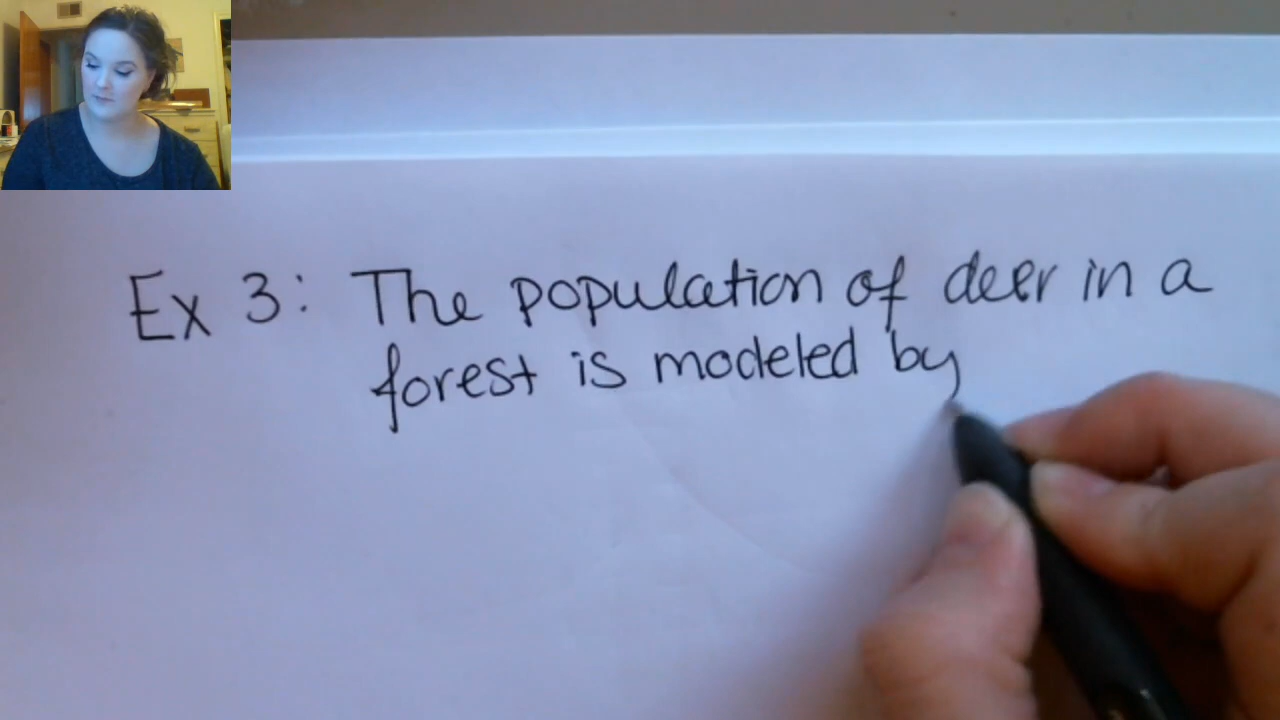 Ex 3: The population of deer in a
forest is modeled by